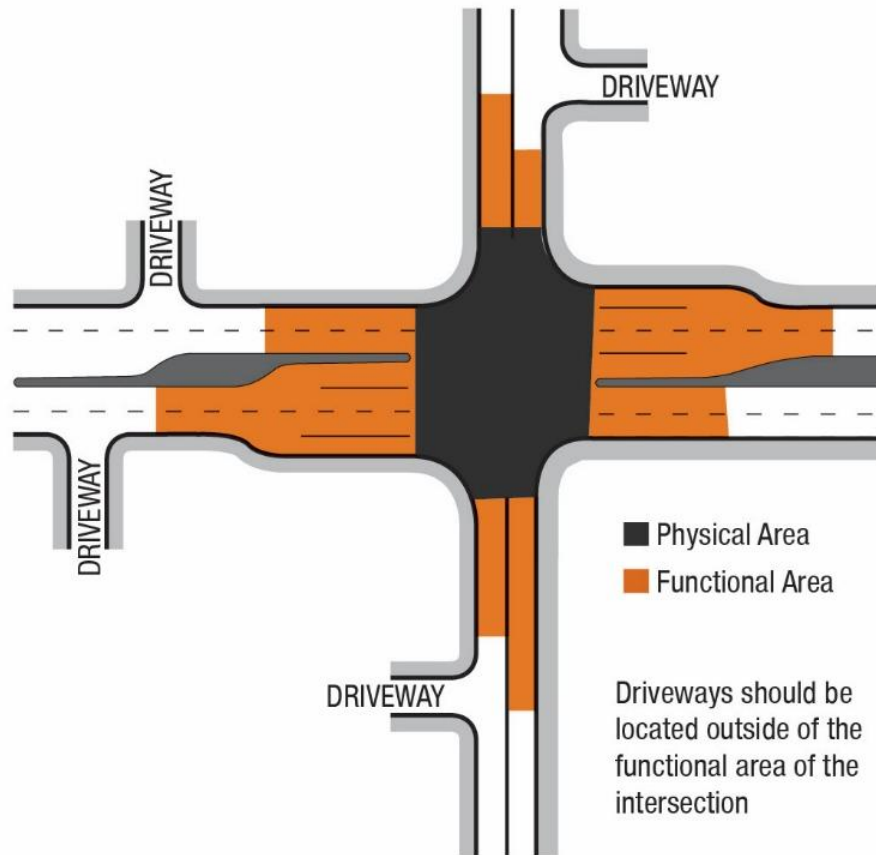 DRIVEWAY
DRIVEWAY
DRIVEWAY
DRIVEWAY
Physical Area
Functional Area
Driveways should be
located outside of the
functional area of the
intersection